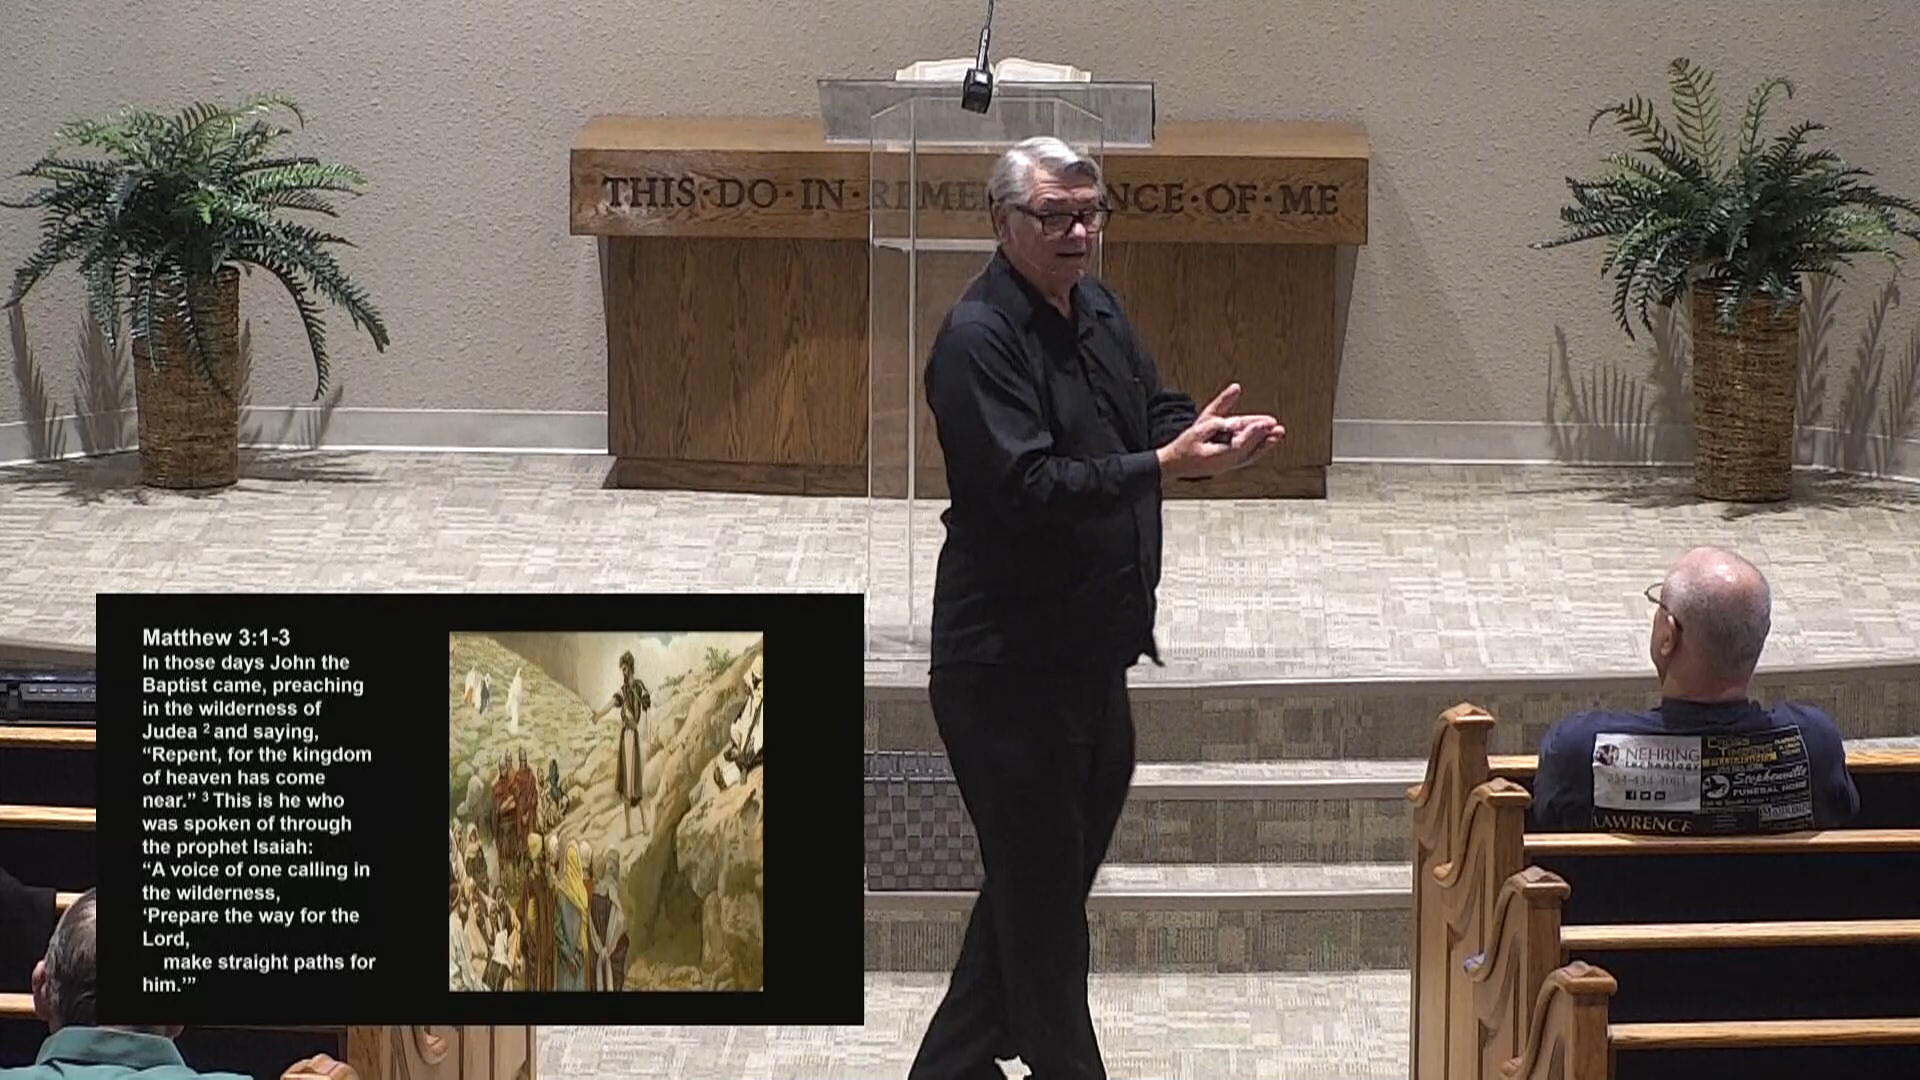 THIS·DO·IN·REMEMBRANCE·OF·ME
Matthew 3:1-3
In those days John the
Baptist came, preaching
in the wilderness of
Judea ² and saying,
“Repent, for the kingdom
of heaven has come
near.” ³ This is he who
was spoken of through
the prophet Isaiah:
“A voice of one calling in
the wilderness,
‘Prepare the way for the
Lord,
make straight paths for
him.’”
NEHRING
technology
Stephenville
FUNERAL HOME
LAWRENCE